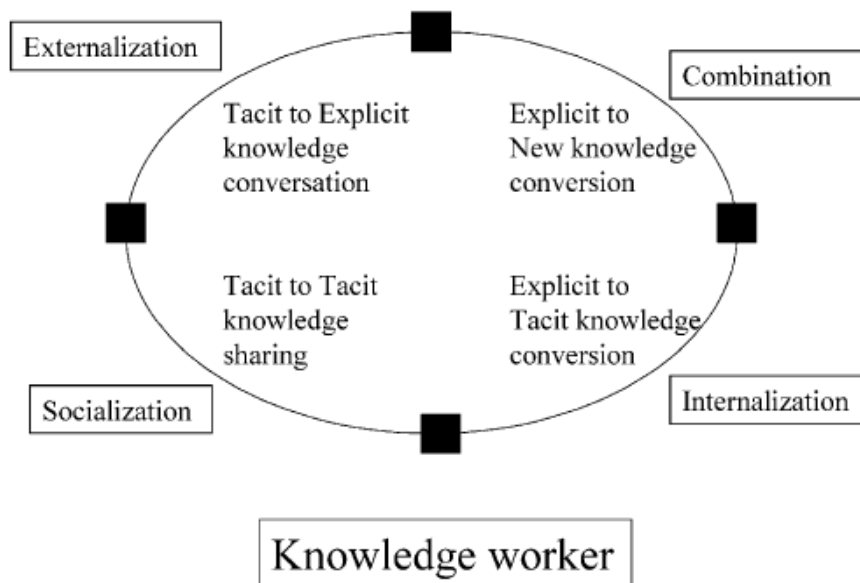 Externalization
Combination
Tacit to Explicit
knowledge
conversation
Explicit to
New knowledge
conversion
Tacit to Tacit
knowledge
sharing
Explicit to
Tacit knowledge
conversion
Socialization
Internalization
Knowledge worker